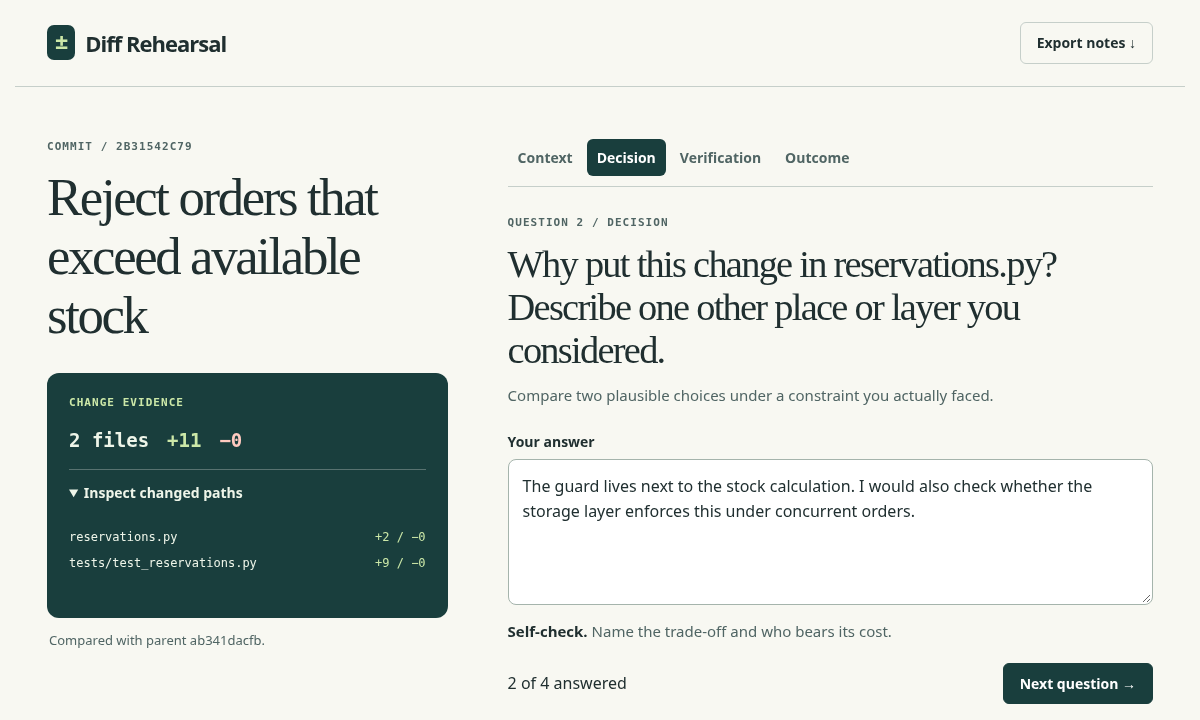 ± Diff Rehearsal
Export notes ↓
COMMIT / 2B31542C79
Reject orders that
exceed available
stock
CHANGE EVIDENCE
2 files +11 −0
▼ Inspect changed paths
reservations.py +2 / −0
tests/test_reservations.py +9 / −0
Compared with parent ab341dacfb.
Context Decision Verification Outcome
QUESTION 2 / DECISION
Why put this change in reservations.py?
Describe one other place or layer you
considered.
Compare two plausible choices under a constraint you actually faced.
Your answer
The guard lives next to the stock calculation. I would also check whether the
storage layer enforces this under concurrent orders.
Self-check. Name the trade-off and who bears its cost.
2 of 4 answered
Next question →